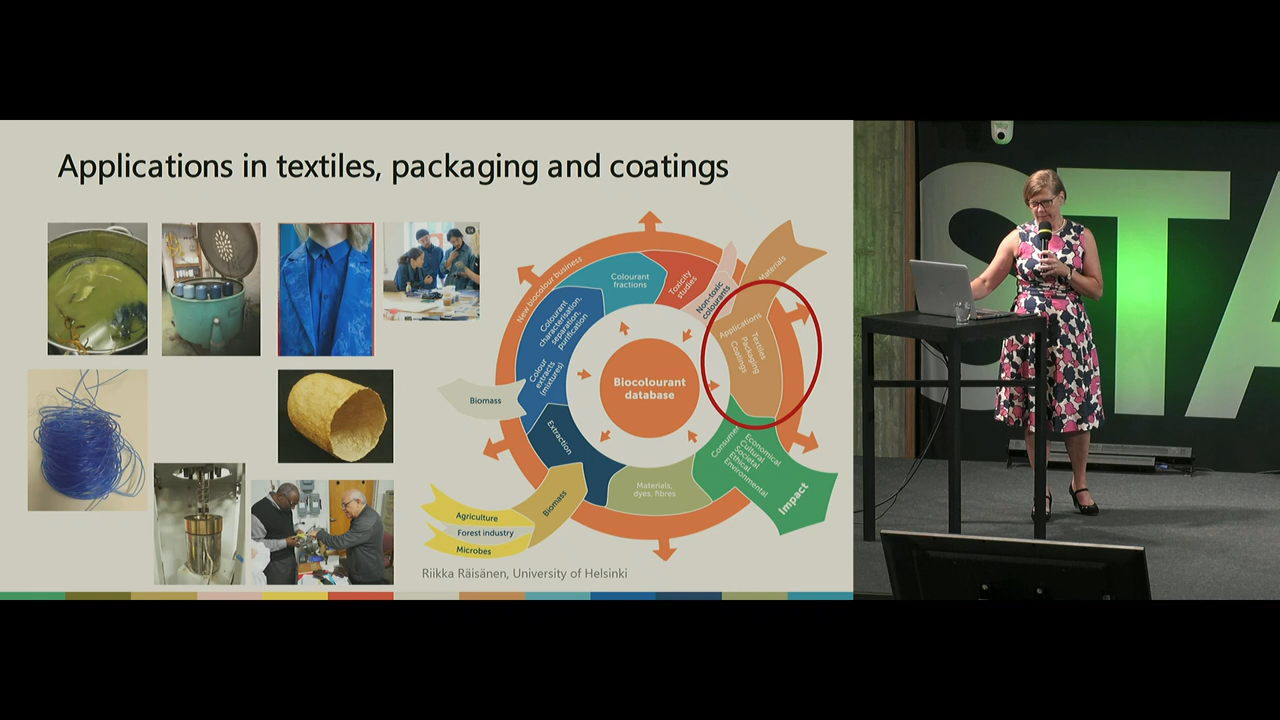 Applications in textiles, packaging and coatings
New biocolour business
Colourant
fractions
Toxicity
studies
Non-toxic
colourants
Materials
Colourant
characterisation,
separation,
purification
Applications
Textiles
Packaging
Coatings
Colour
extracts
(mixtures)
Biocolourant
database
Biomass
Extraction
Consumer
Economical
Cultural
Societal
Ethical
Environmental
Impact
Materials,
dyes, fibres
Biomass
Agriculture
Forest industry
Microbes
Riikka Räisänen, University of Helsinki
STA